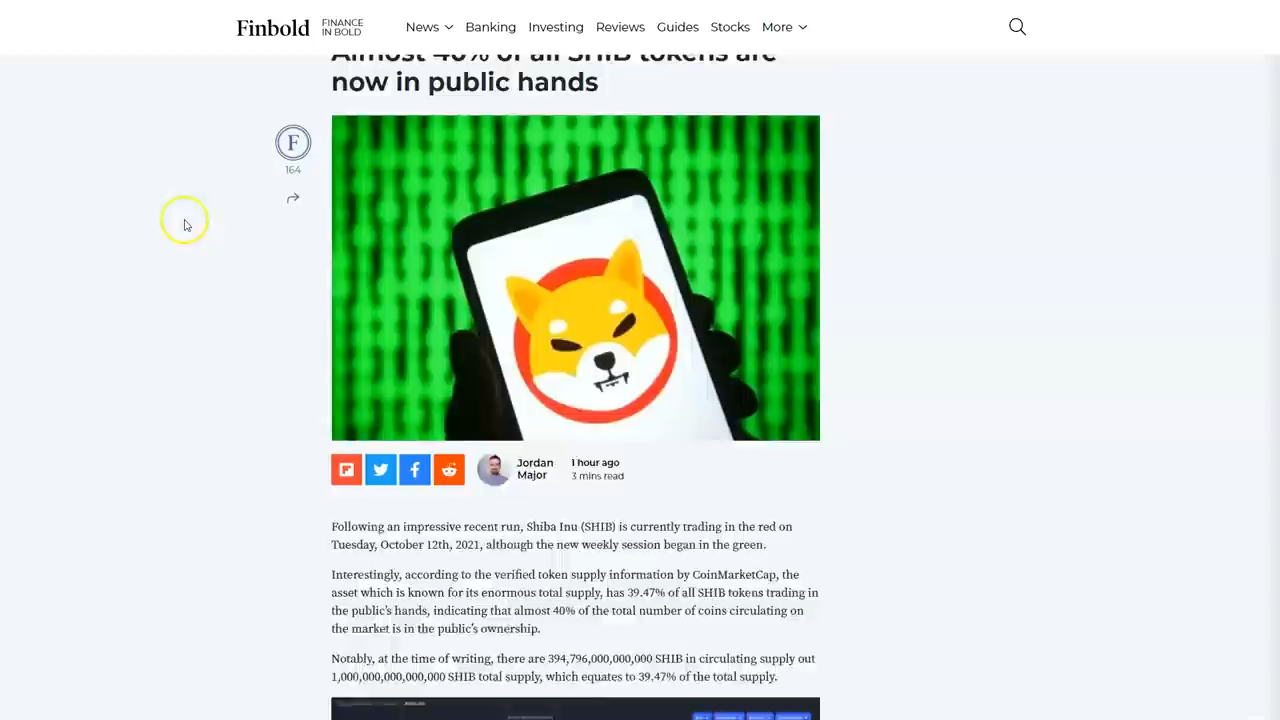 Finbold
FINANCE
IN BOLD
News
Banking
Investing
Reviews
Guides
Stocks
More
Almost 40% of all SHIB tokens are
now in public hands
F
164
Jordan
Major
1 hour ago
3 mins read
Following an impressive recent run, Shiba Inu (SHIB) is currently trading in the red on
Tuesday, October 12th, 2021, although the new weekly session began in the green.
Interestingly, according to the verified token supply information by CoinMarketCap, the
asset which is known for its enormous total supply, has 39.47% of all SHIB tokens trading in
the public's hands, indicating that almost 40% of the total number of coins circulating on
the market is in the public's ownership.
Notably, at the time of writing, there are 394,796,000,000,000 SHIB in circulating supply out
1,000,000,000,000,000 SHIB total supply, which equates to 39.47% of the total supply.